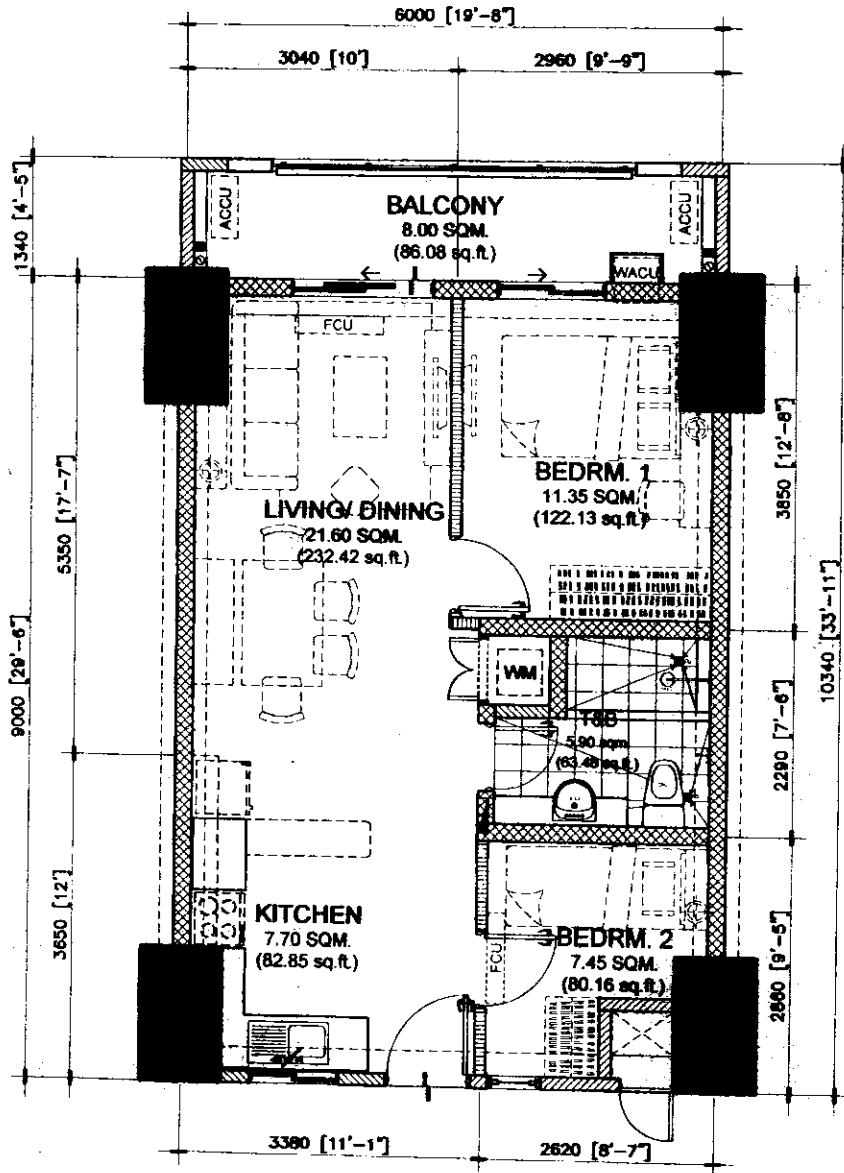 6000 [19'-8"]
3040 [10']
2960 [9'-9"]
1340 [4'-5"]
ACCU
BALCONY
8.00 SQM.
(86.08 sq.ft.)
ACCU
WACU
FCU
5350 [17'-7"]
9000 [29'-6"]
LIVING/ DINING
21.60 SQM.
(232.42 sq.ft.)
BEDRM. 1
11.35 SQM.
(122.13 sq.ft.)
3850 [12'-8"]
10340 [33'-11"]
WM
T&B
5.90 sqm
(63.48 sq.ft.)
2290 [7'-6"]
3650 [12']
KITCHEN
7.70 SQM.
(82.85 sq.ft.)
FCU
BEDRM. 2
7.45 SQM.
(80.16 sq.ft.)
2860 [9'-5"]
3380 [11'-1"]
2620 [8'-7"]